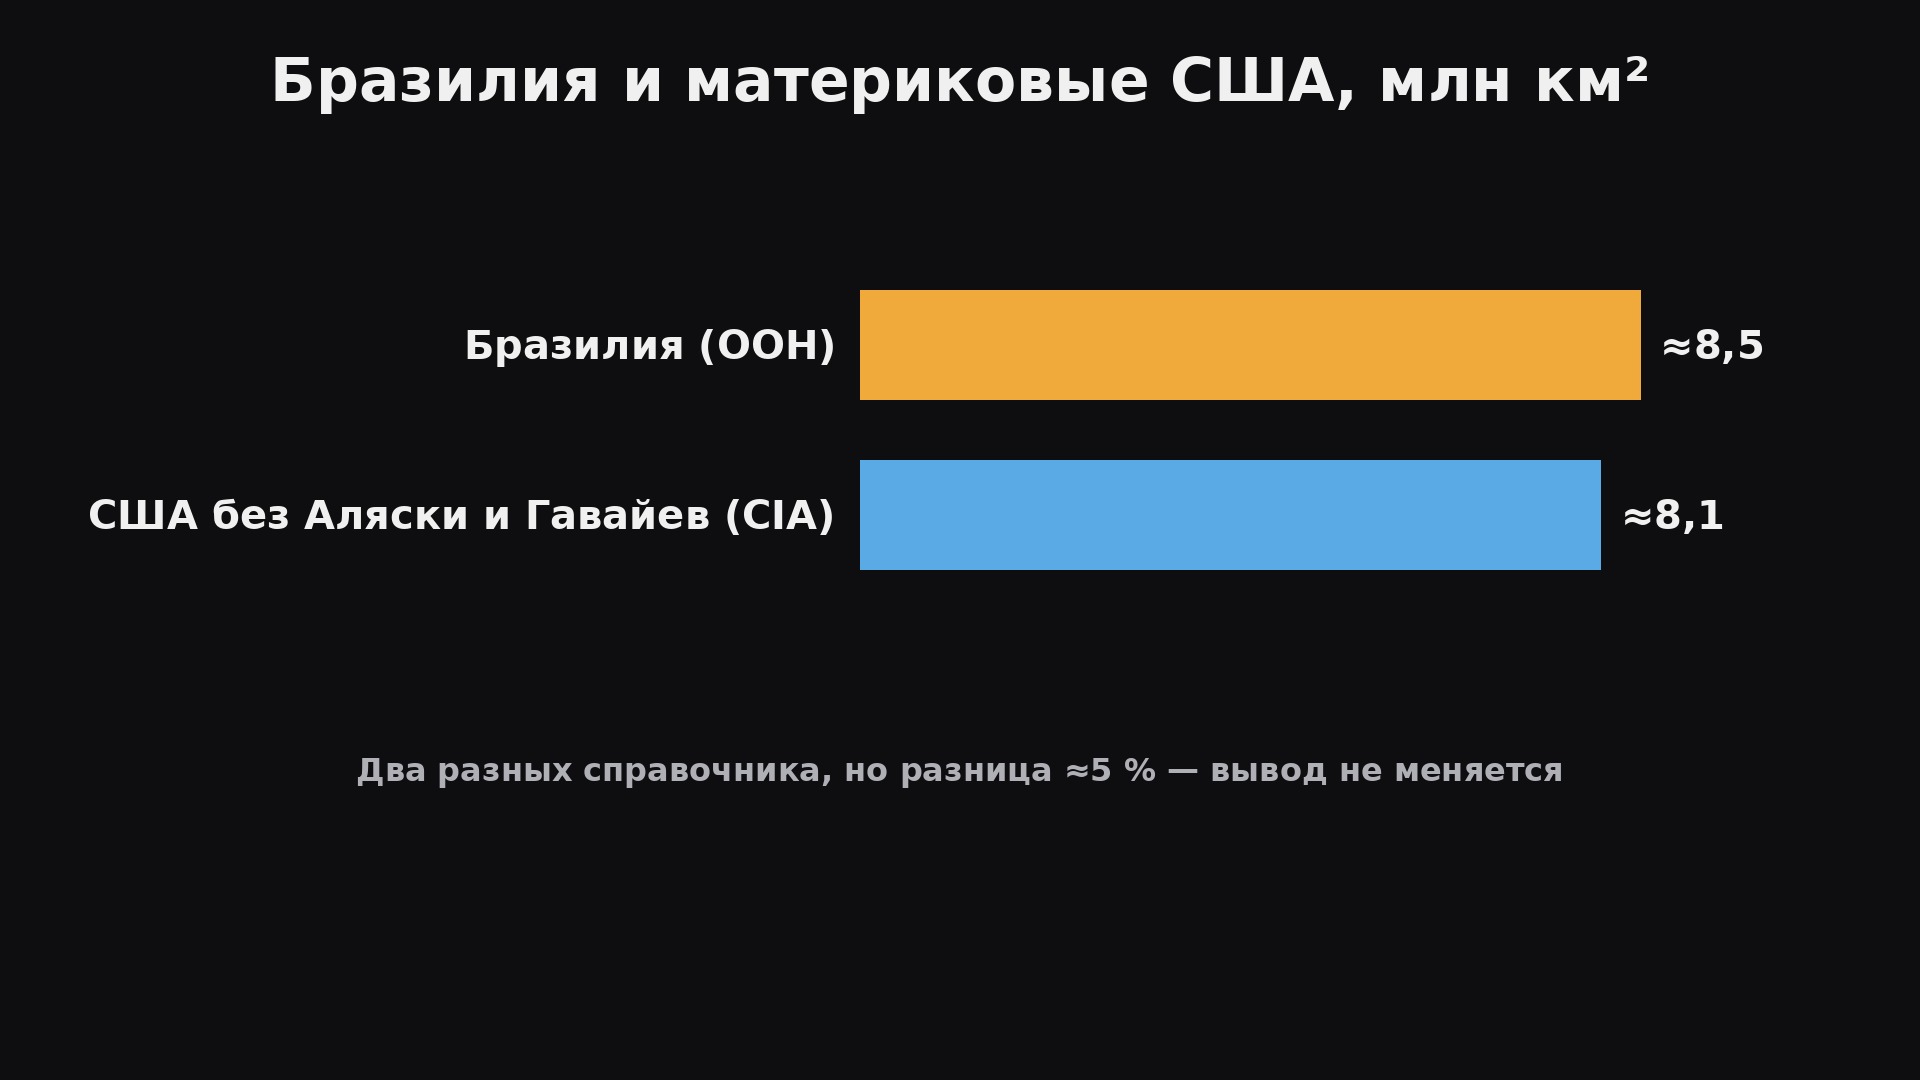 Бразилия и материковые США, млн км²
Бразилия (ООН)
≈8,5
США без Аляски и Гавайев (CIA)
≈8,1
Два разных справочника, но разница ≈5 % — вывод не меняется